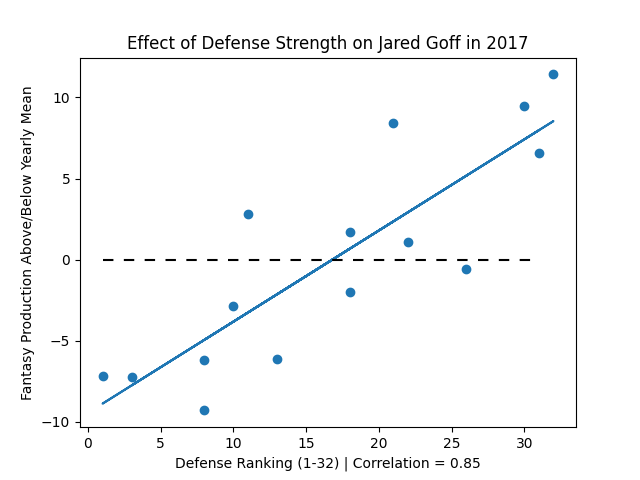 Effect of Defense Strength on Jared Goff in 2017
Fantasy Production Above/Below Yearly Mean
10
5
0
−5
−10
0 5 10 15 20 25 30
Defense Ranking (1-32) | Correlation = 0.85